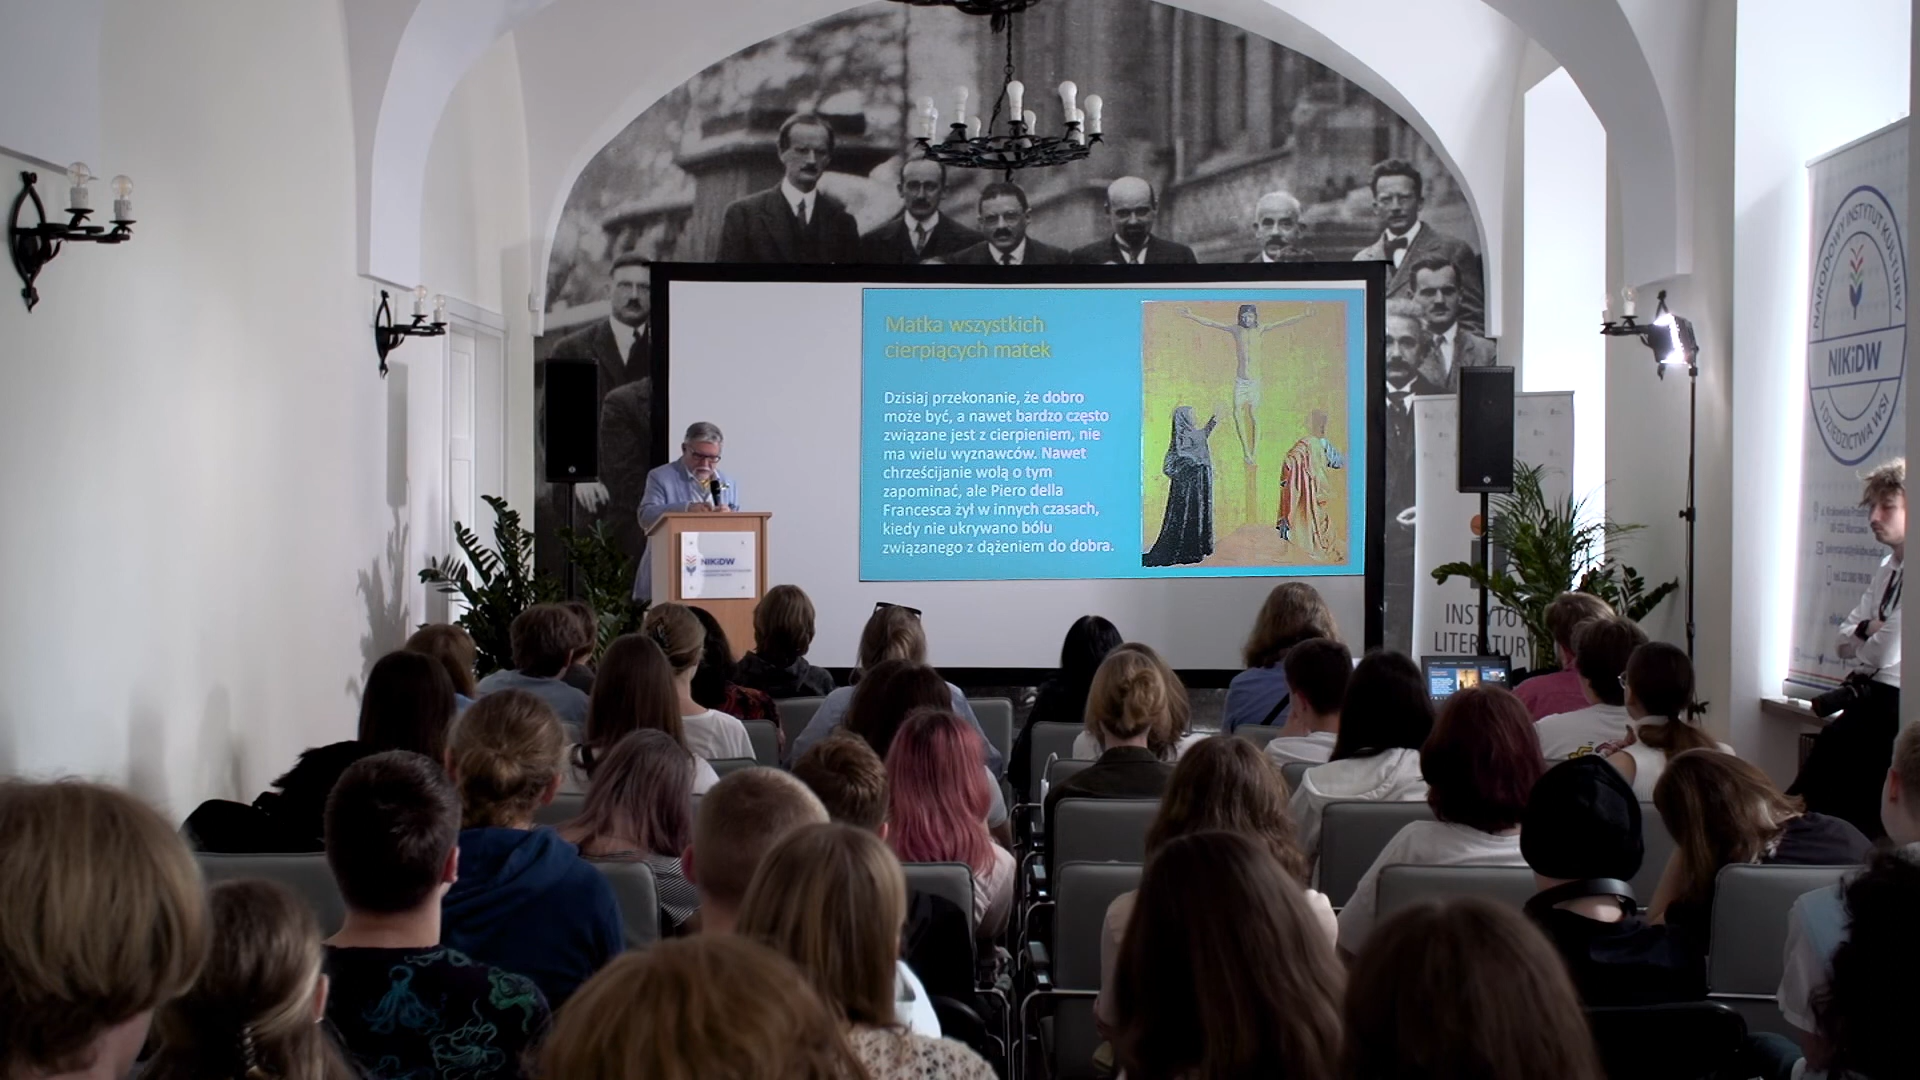 Matka wszystkich
cierpiących matek
Dzisiaj przekonanie, że dobro
może być, a nawet bardzo często
związane jest z cierpieniem, nie
ma wielu wyznawców. Nawet
chrześcijanie wolą o tym
zapominać, ale Piero della
Francesca żył w innych czasach,
kiedy nie ukrywano bólu
związanego z dążeniem do dobra.
NIKiDW
INSTYTU
LITERATURY
NARODOWY INSTYTUT KULTURY
NIKiDW
I DZIEDZICTWA WSI